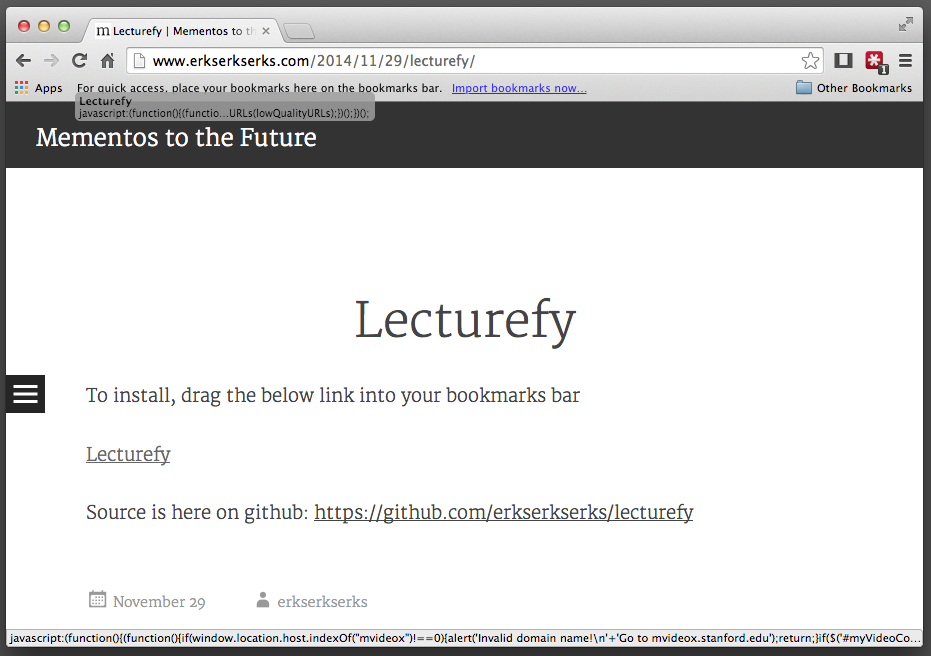 m Lecturefy | Mementos to th
www.erkserkserks.com/2014/11/29/lecturefy/
1
Apps For quick access, place your bookmarks here on the bookmarks bar. Import bookmarks now... Other Bookmarks
Lecturefy
javascript:(function(){(functio...URLs(lowQualityURLs);})();})();
Mementos to the Future
Lecturefy
To install, drag the below link into your bookmarks bar
Lecturefy
Source is here on github: https://github.com/erkserkserks/lecturefy
November 29 erkserkserks
javascript:(function(){(function(){if(window.location.host.indexOf("mvideox")!==0){alert('Invalid domain name!\n'+'Go to mvideox.stanford.edu');return;}if($('#myVideoCo...